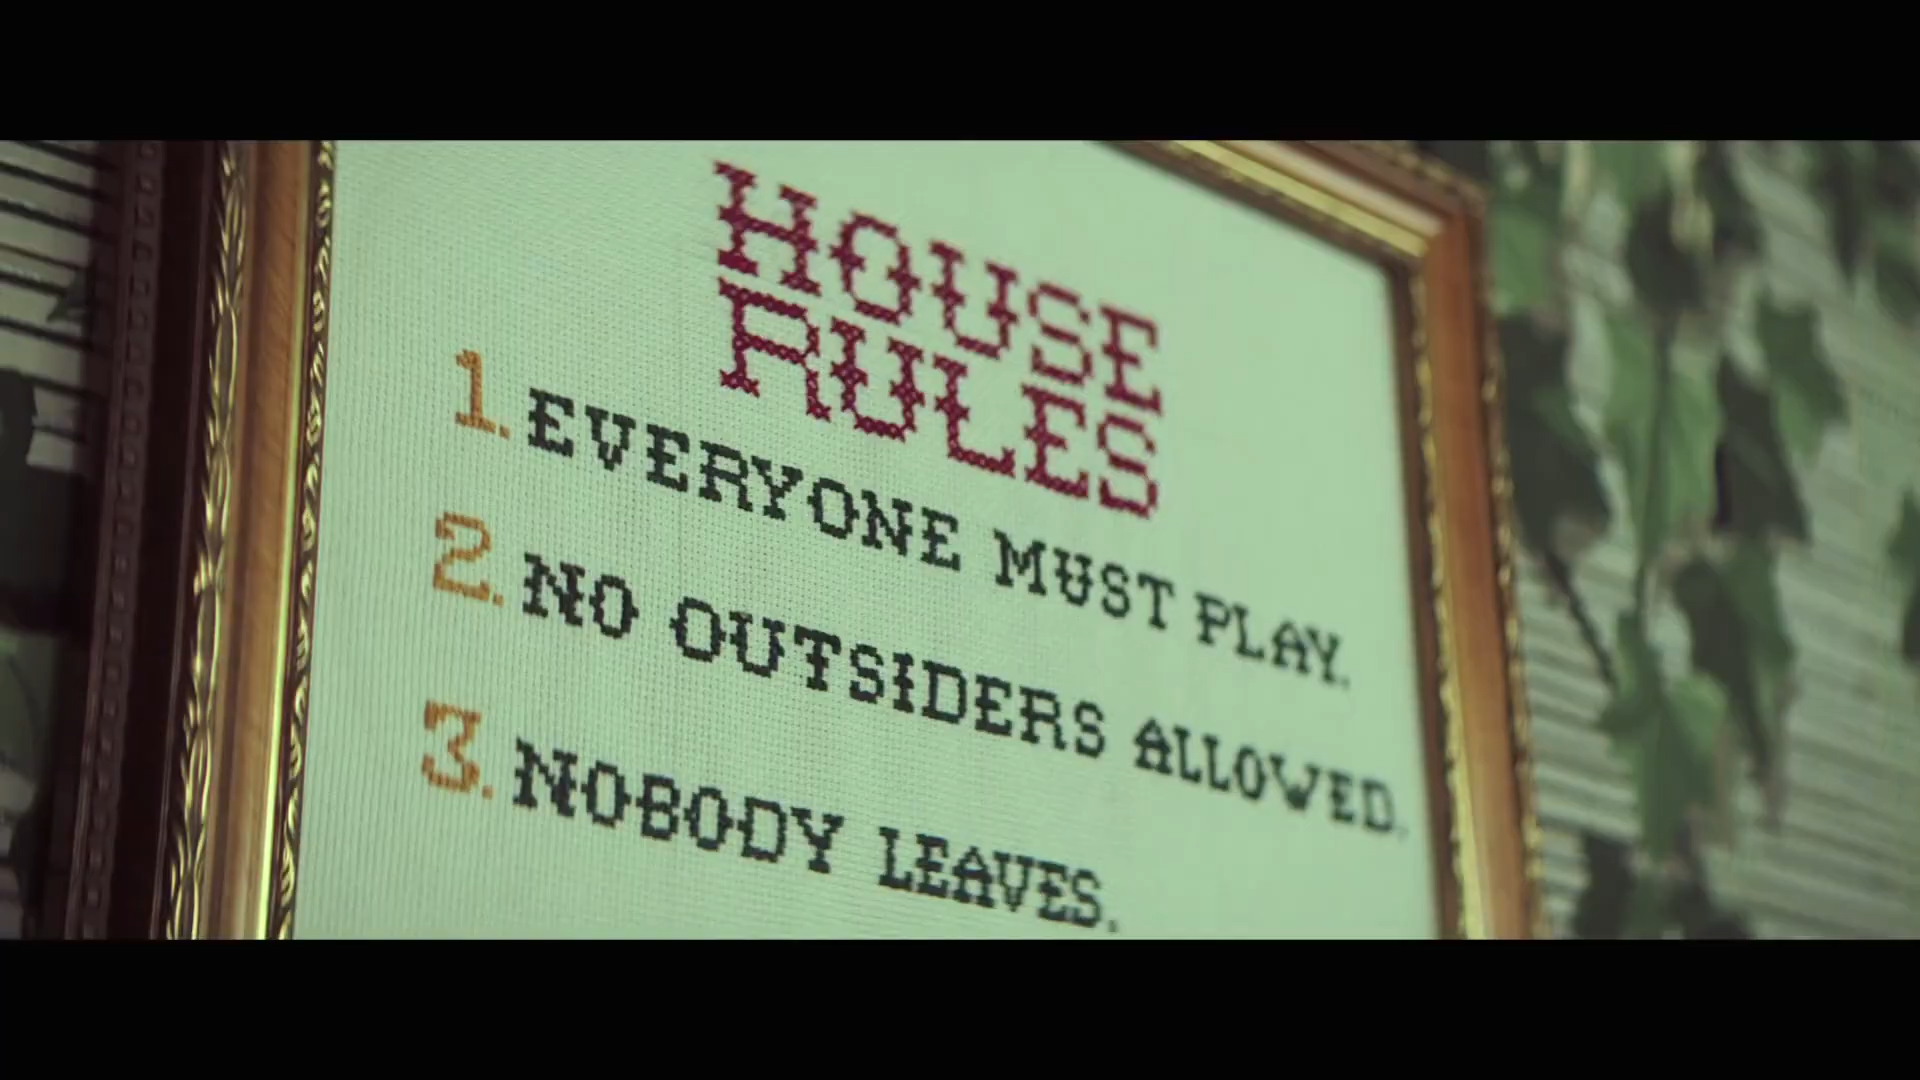 HOUSE
RULES
1. EVERYONE MUST PLAY.
2. NO OUTSIDERS ALLOWED.
3. NOBODY LEAVES.